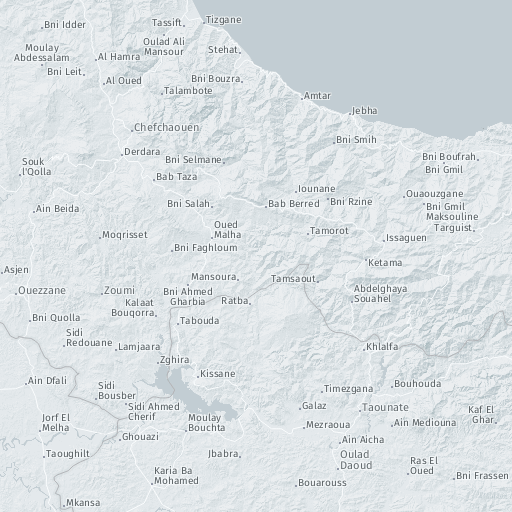 Tizgane
Tassift
Bni Idder
Oulad Ali
Mansour
Moulay
Abdessalam
Stehat
Al Hamra
Bni Leit
Al Oued
Bni Bouzra
Talambote
Amtar
Jebha
Chefchaouen
Bni Smih
Derdara
Bni Selmane
Bni Boufrah
Souk
l'Qolla
Bni Gmil
Bab Taza
Iounane
Ouaouzgane
Bni Rzine
Bni Salah
Bab Berred
Ain Beida
Bni Gmil
Maksouline
Targuist
Oued
Malha
Moqrisset
Tamorot
Issaguen
Bni Faghloum
Ketama
Asjen
Mansoura
Tamsaout
Ouezzane
Zoumi
Bni Ahmed
Gharbia
Abdelghaya
Souahel
Ratba
Kalaat
Bouqorra
Bni Quolla
Tabouda
Sidi
Redouane
Lamjaara
Khlalfa
Zghira
Kissane
Ain Dfali
Bouhouda
Timezgana
Sidi
Bousber
Sidi Ahmed
Cherif
Galaz
Taounate
Kaf El
Ghar
Jorf El
Melha
Moulay
Bouchta
Mezraoua
Ain Mediouna
Ghouazi
Ain Aicha
Taoughilt
Jbabra
Oulad
Daoud
Ras El
Oued
Karia Ba
Mohamed
Bni Frassen
Bouarouss
Mkansa